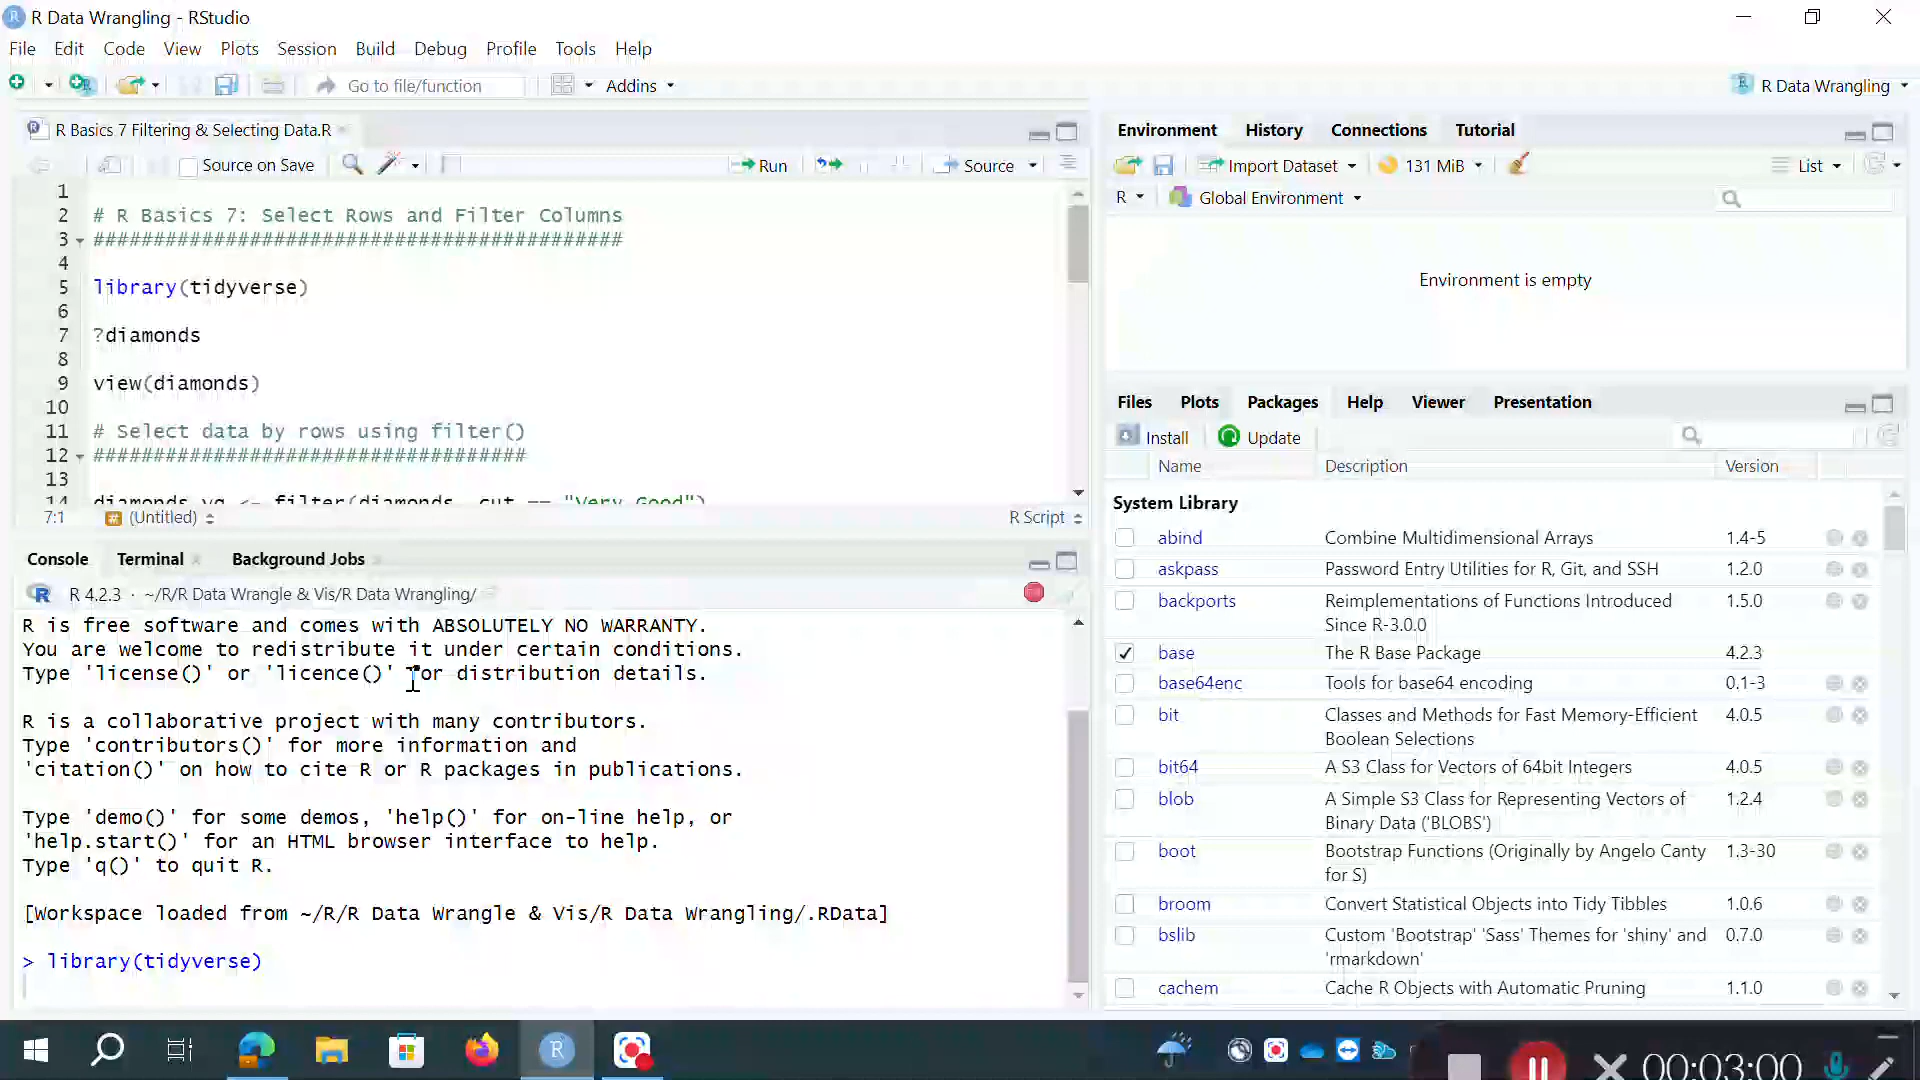 R Data Wrangling - RStudio
File Edit Code View Plots Session Build Debug Profile Tools Help
Go to file/function Addins R Data Wrangling
R Basics 7 Filtering & Selecting Data.R
Source on Save Run Source
1
2 # R Basics 7: Select Rows and Filter Columns
3 ############################################
4
5 library(tidyverse)
6
7 ?diamonds
8
9 view(diamonds)
10
11 # Select data by rows using filter()
12 ####################################
13
14 diamonds_vg <- filter(diamonds, cut == "Very Good")
7:1 (Untitled) R Script
Console Terminal Background Jobs
R 4.2.3 · ~/R/R Data Wrangle & Vis/R Data Wrangling/
R is free software and comes with ABSOLUTELY NO WARRANTY.
You are welcome to redistribute it under certain conditions.
Type 'license()' or 'licence()' for distribution details.
R is a collaborative project with many contributors.
Type 'contributors()' for more information and
'citation()' on how to cite R or R packages in publications.
Type 'demo()' for some demos, 'help()' for on-line help, or
'help.start()' for an HTML browser interface to help.
Type 'q()' to quit R.
[Workspace loaded from ~/R/R Data Wrangle & Vis/R Data Wrangling/.RData]
> library(tidyverse)
Environment History Connections Tutorial
Import Dataset 131 MiB List
R Global Environment
Environment is empty
Files Plots Packages Help Viewer Presentation
Install Update
Name Description Version
System Library
abind Combine Multidimensional Arrays 1.4-5
askpass Password Entry Utilities for R, Git, and SSH 1.2.0
backports Reimplementations of Functions Introduced 1.5.0
Since R-3.0.0
base The R Base Package 4.2.3
base64enc Tools for base64 encoding 0.1-3
bit Classes and Methods for Fast Memory-Efficient 4.0.5
Boolean Selections
bit64 A S3 Class for Vectors of 64bit Integers 4.0.5
blob A Simple S3 Class for Representing Vectors of 1.2.4
Binary Data ('BLOBS')
boot Bootstrap Functions (Originally by Angelo Canty 1.3-30
for S)
broom Convert Statistical Objects into Tidy Tibbles 1.0.6
bslib Custom 'Bootstrap' 'Sass' Themes for 'shiny' and 0.7.0
'rmarkdown'
cachem Cache R Objects with Automatic Pruning 1.1.0
00:03:00